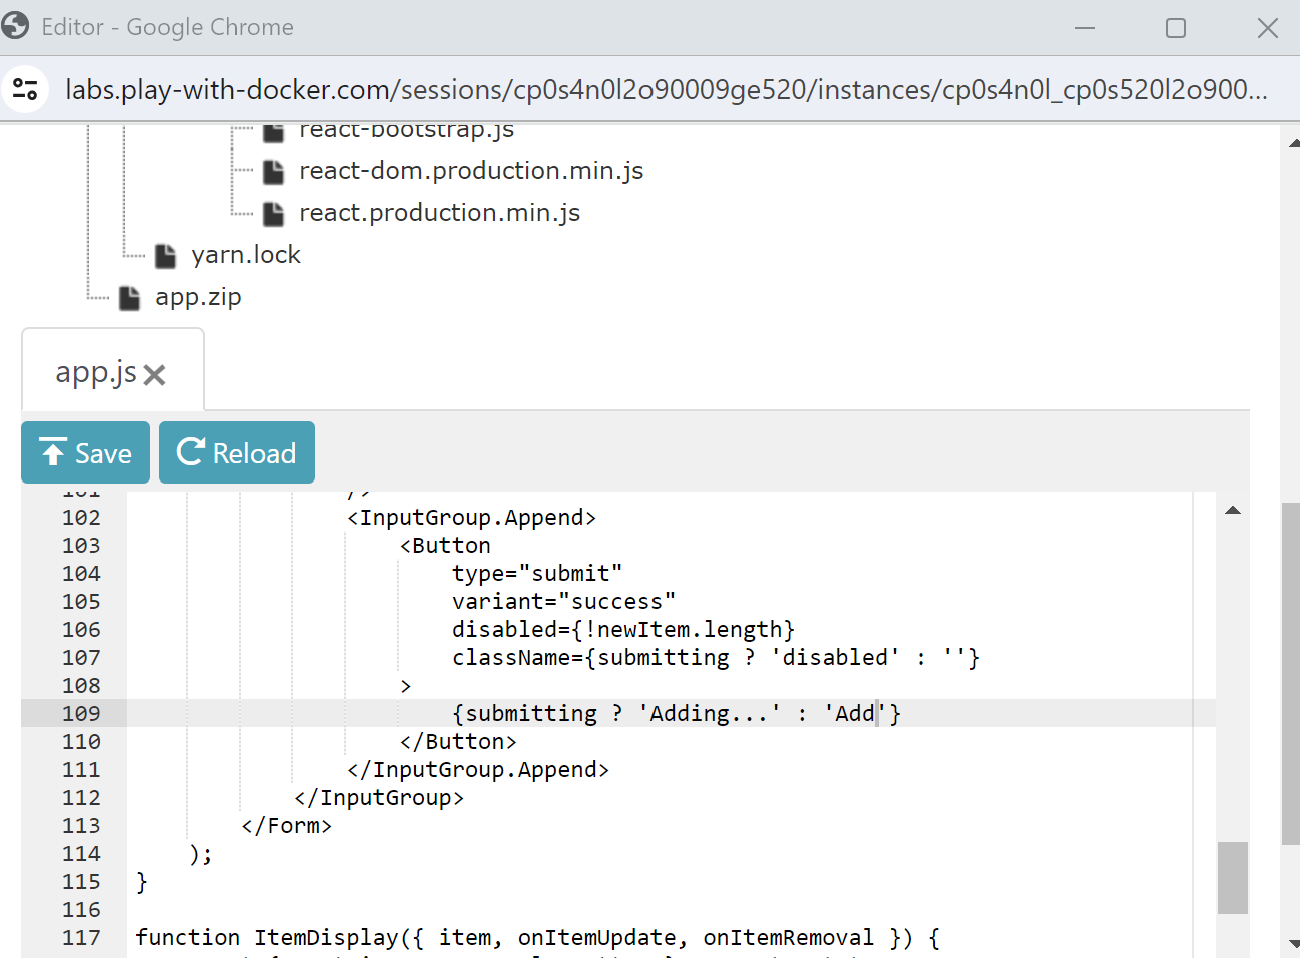 Editor - Google Chrome
labs.play-with-docker.com/sessions/cp0s4n0l2o90009ge520/instances/cp0s4n0l_cp0s520l2o900...
react-bootstrap.js
react-dom.production.min.js
react.production.min.js
yarn.lock
app.zip
app.js
Save Reload
101 />
102 <InputGroup.Append>
103 <Button
104 type="submit"
105 variant="success"
106 disabled={!newItem.length}
107 className={submitting ? 'disabled' : ''}
108 >
109 {submitting ? 'Adding...' : 'Add'}
110 </Button>
111 </InputGroup.Append>
112 </InputGroup>
113 </Form>
114 );
115 }
116
117 function ItemDisplay({ item, onItemUpdate, onItemRemoval }) {